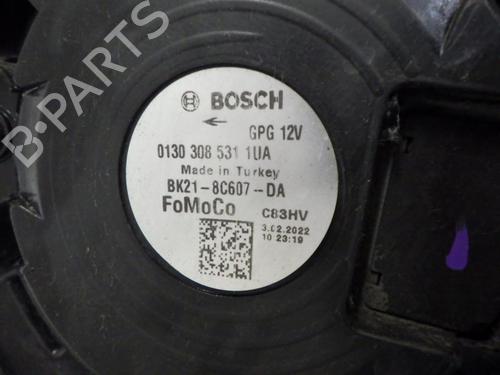 BOSCH
GPG 12V
0130 308 531 1UA
Made in Turkey
BK21-8C607-DA
FoMoCo
C83HV
3.02.2022
10 23:19
B-PARTS